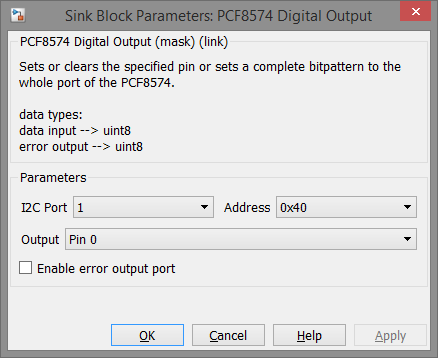 Sink Block Parameters: PCF8574 Digital Output
PCF8574 Digital Output (mask) (link)
Sets or clears the specified pin or sets a complete bitpattern to the
whole port of the PCF8574.
data types:
data input --> uint8
error output --> uint8
Parameters
I2C Port 1 Address 0x40
Output Pin 0
Enable error output port
OK Cancel Help Apply